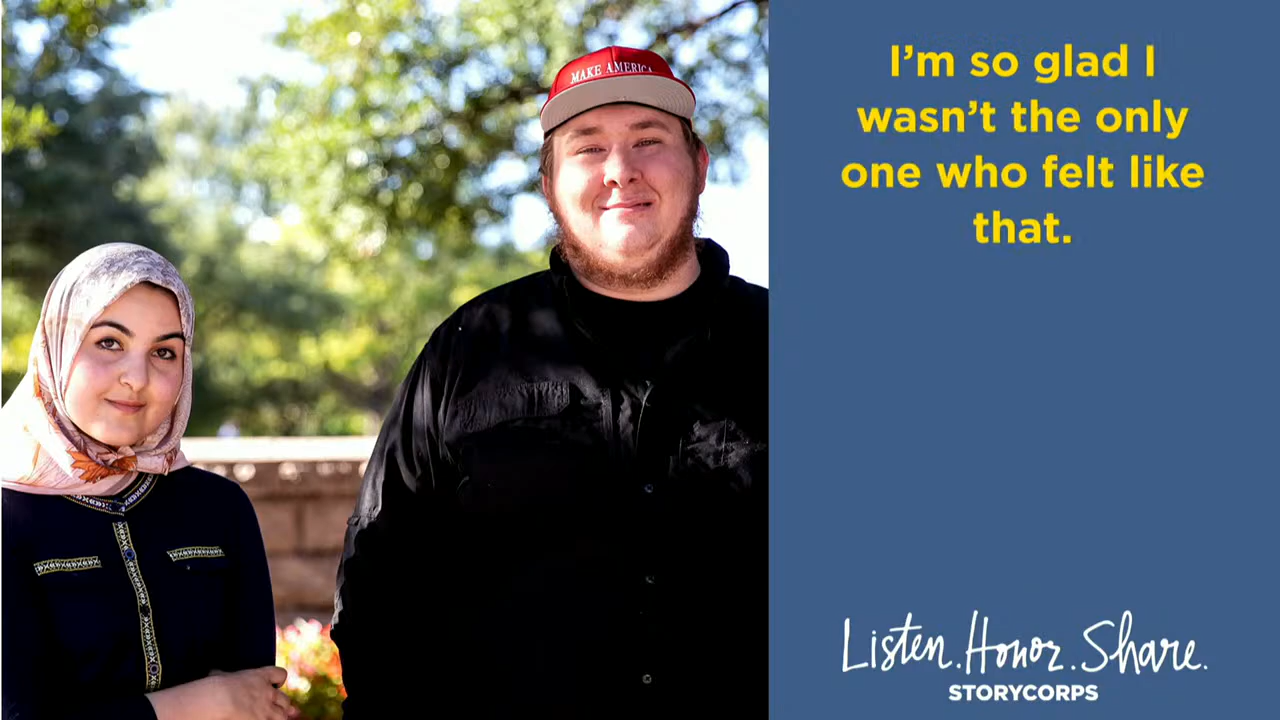 MAKE AMERICA
I'm so glad I
wasn't the only
one who felt like
that.
Listen. Honor. Share.
STORYCORPS